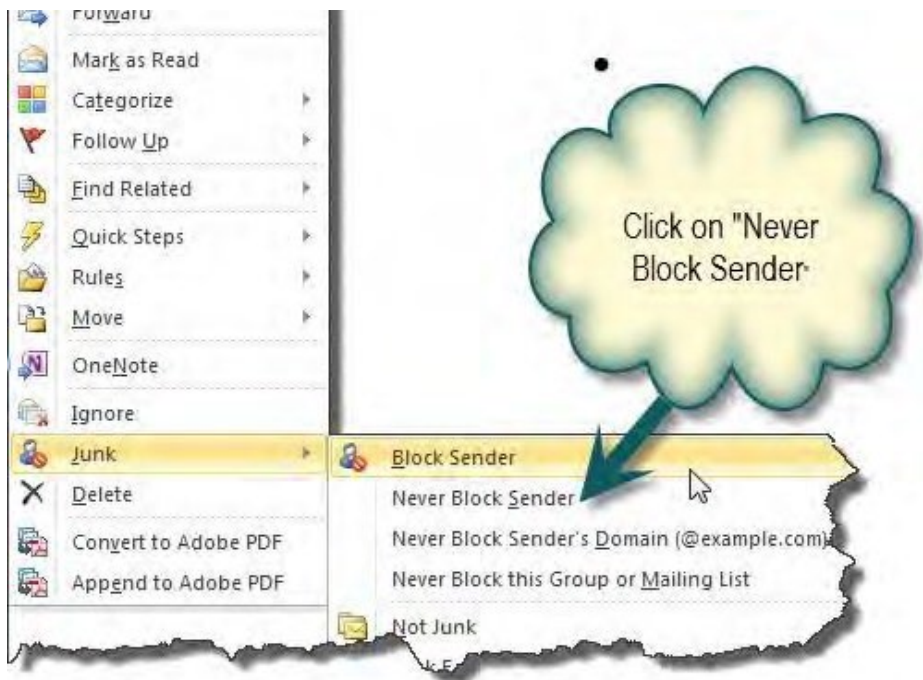 Forward
Mark as Read
Categorize
Follow Up
Find Related
Quick Steps
Rules
Move
OneNote
Ignore
Junk
Delete
Convert to Adobe PDF
Append to Adobe PDF
Block Sender
Never Block Sender
Never Block Sender's Domain (@example.com)
Never Block this Group or Mailing List
Not Junk
Click on "Never
Block Sender"